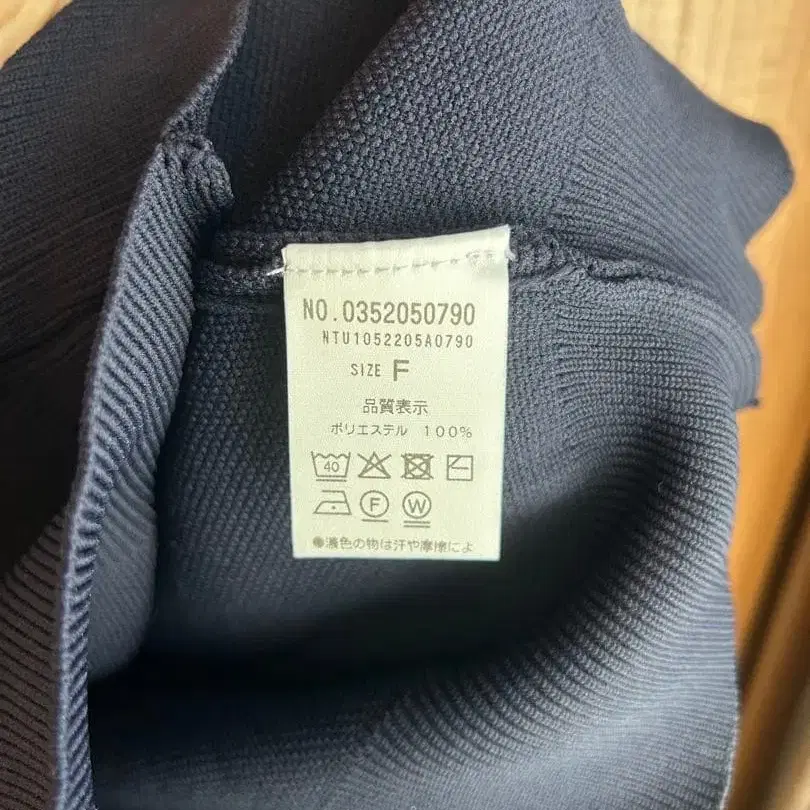 NO.0352050790
NTU1052205A0790
SIZE F
品質表示
ポリエステル 100%
40
F W
●濃色の物は汗や摩擦によ